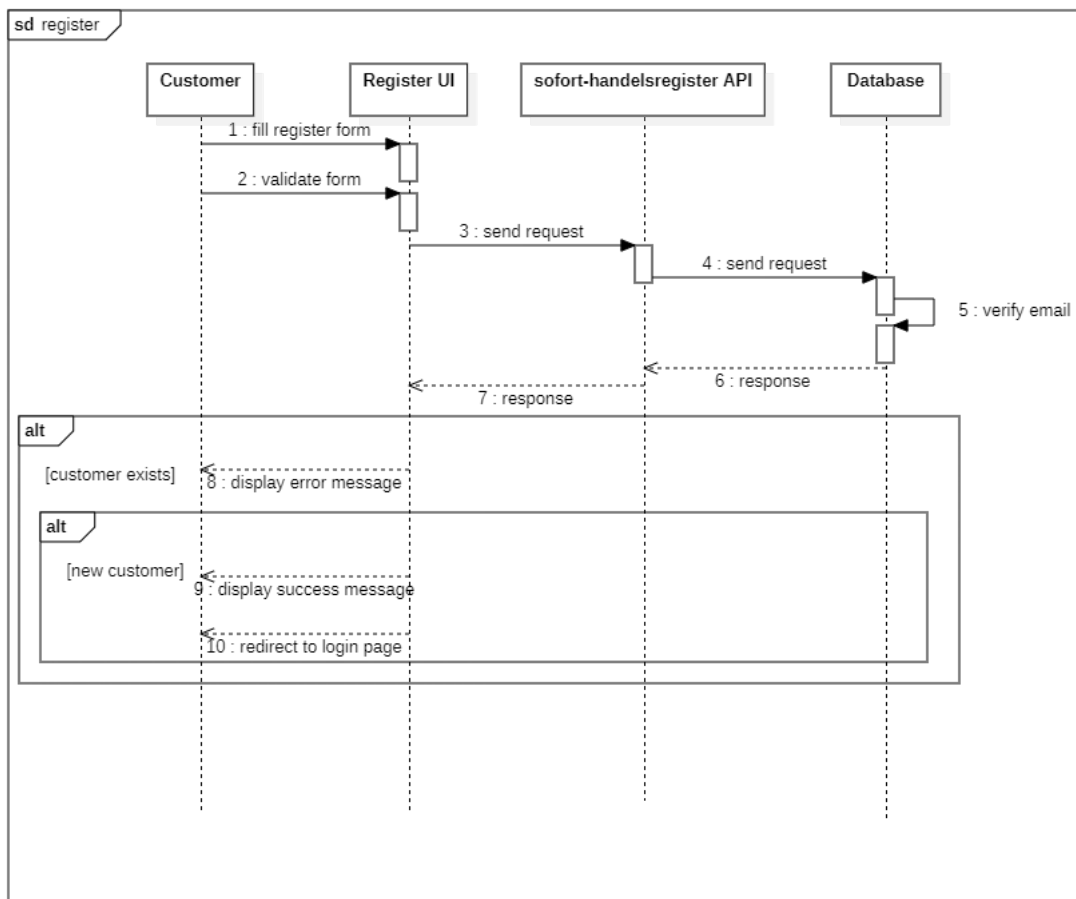 sd register
Customer
Register UI
sofort-handelsregister API
Database
1 : fill register form
2 : validate form
3 : send request
4 : send request
5 : verify email
6 : response
7 : response
alt
[customer exists]
8 : display error message
alt
[new customer]
9 : display success message
10 : redirect to login page